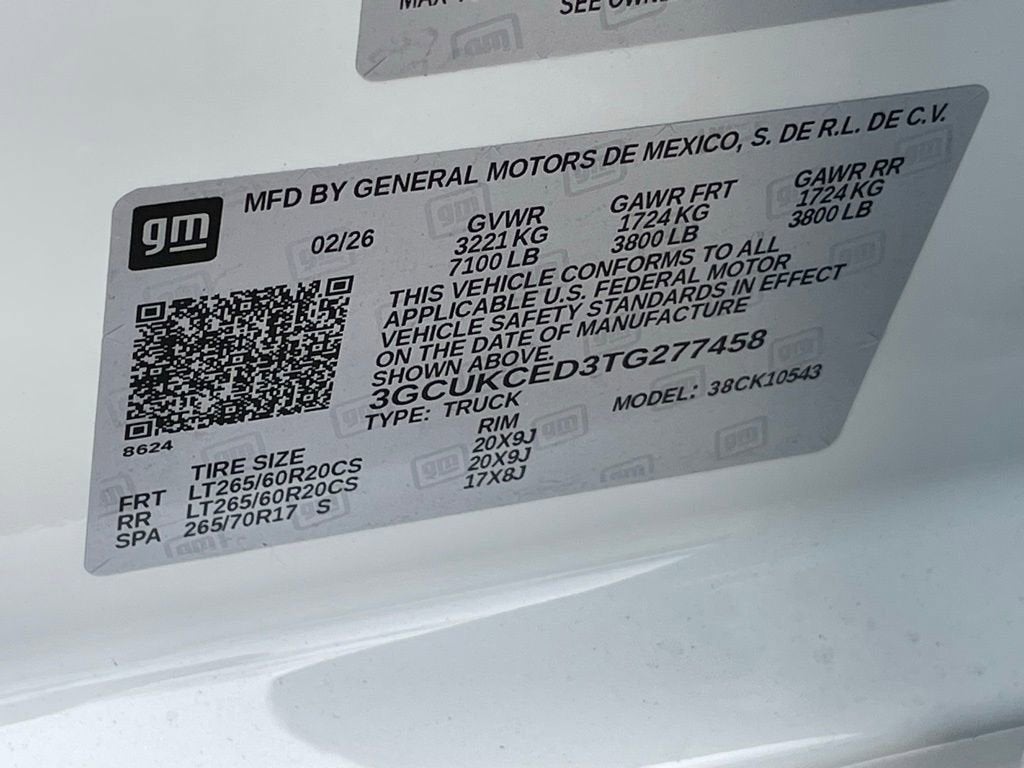 MAX
SEE OWNE
MFD BY GENERAL MOTORS DE MEXICO, S. DE R.L. DE C.V.
gm
02/26
GVWR GAWR FRT GAWR RR
3221 KG 1724 KG 1724 KG
7100 LB 3800 LB 3800 LB
THIS VEHICLE CONFORMS TO ALL
APPLICABLE U.S. FEDERAL MOTOR
VEHICLE SAFETY STANDARDS IN EFFECT
ON THE DATE OF MANUFACTURE
SHOWN ABOVE.
3GCUKCED3TG277458
TYPE: TRUCK MODEL: 38CK10543
8624
TIRE SIZE RIM
FRT LT265/60R20CS 20X9J
RR LT265/60R20CS 20X9J
SPA 265/70R17 S 17X8J